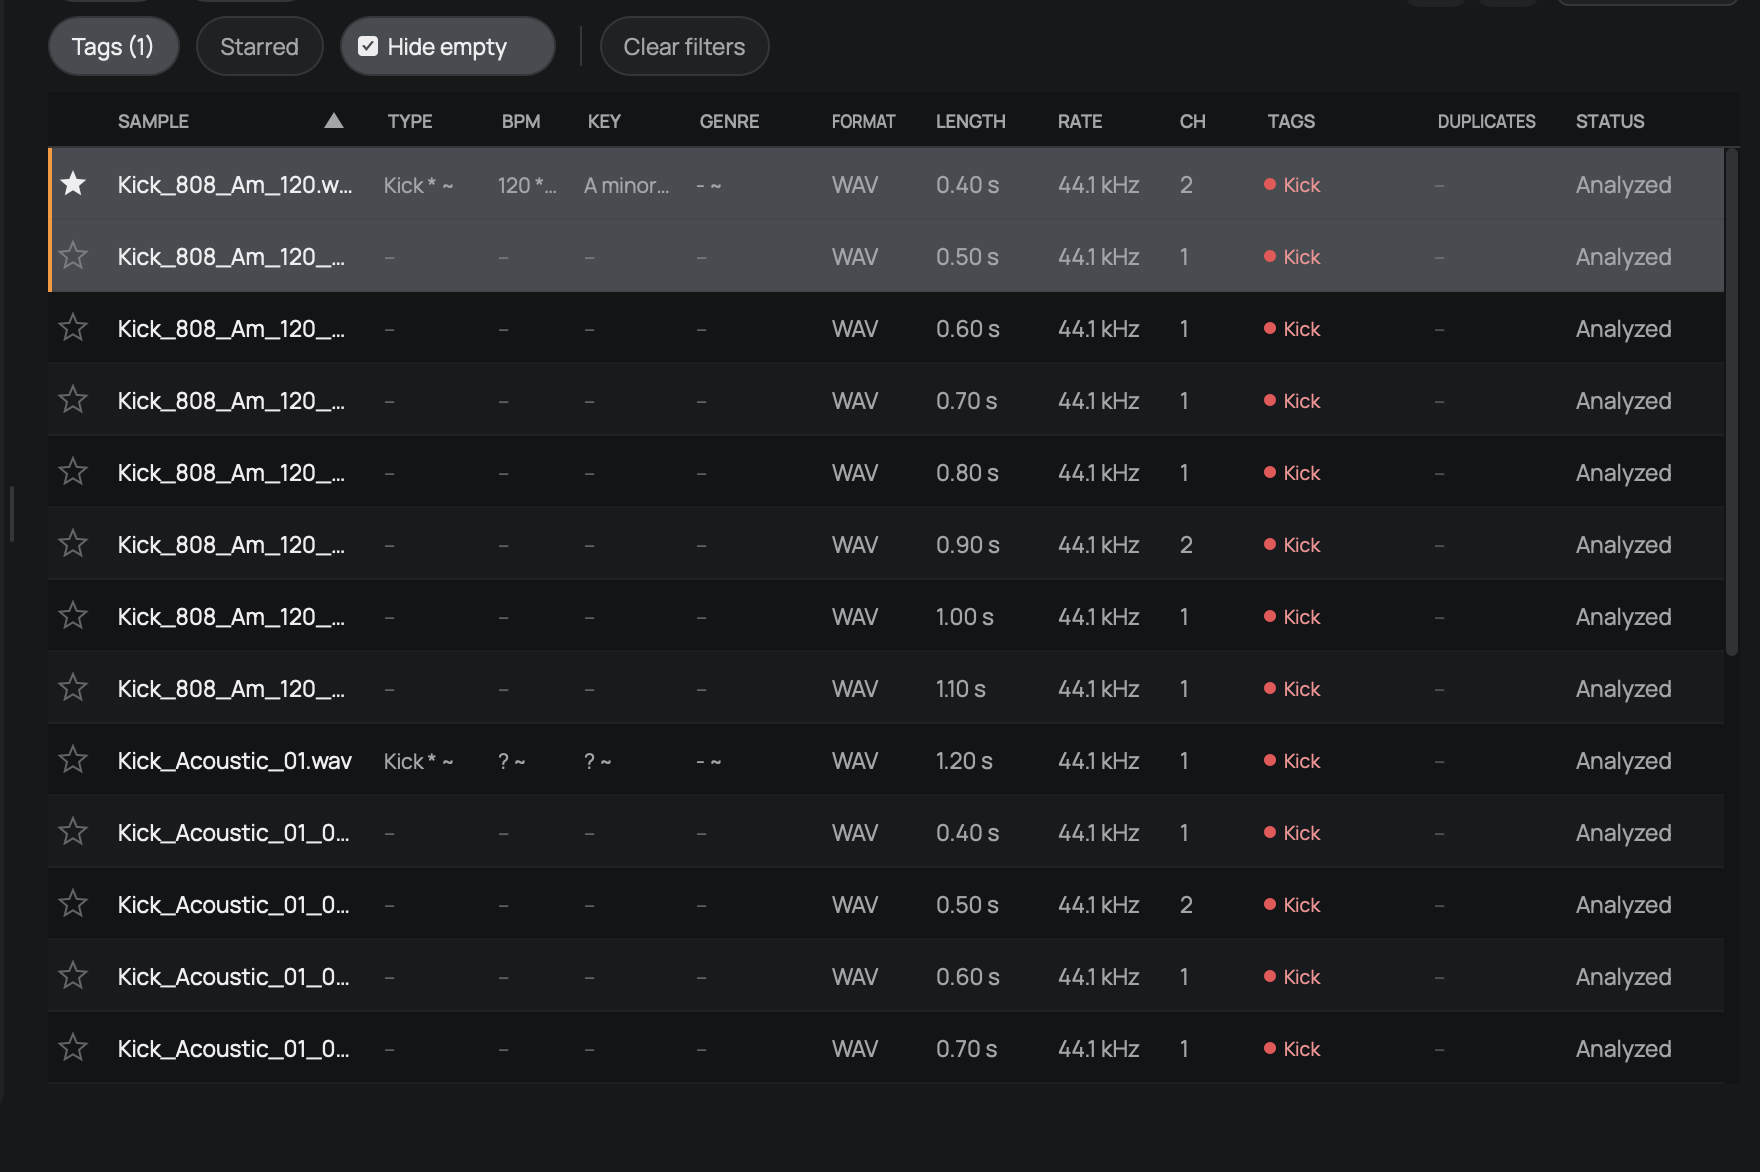 Tags (1) Starred Hide empty Clear filters
SAMPLE TYPE BPM KEY GENRE FORMAT LENGTH RATE CH TAGS DUPLICATES STATUS
Kick_808_Am_120.w... Kick * ~ 120 *... A minor... - ~ WAV 0.40 s 44.1 kHz 2 Kick – Analyzed
Kick_808_Am_120_... – – – – WAV 0.50 s 44.1 kHz 1 Kick – Analyzed
Kick_808_Am_120_... – – – – WAV 0.60 s 44.1 kHz 1 Kick – Analyzed
Kick_808_Am_120_... – – – – WAV 0.70 s 44.1 kHz 1 Kick – Analyzed
Kick_808_Am_120_... – – – – WAV 0.80 s 44.1 kHz 1 Kick – Analyzed
Kick_808_Am_120_... – – – – WAV 0.90 s 44.1 kHz 2 Kick – Analyzed
Kick_808_Am_120_... – – – – WAV 1.00 s 44.1 kHz 1 Kick – Analyzed
Kick_808_Am_120_... – – – – WAV 1.10 s 44.1 kHz 1 Kick – Analyzed
Kick_Acoustic_01.wav Kick * ~ ? ~ ? ~ - ~ WAV 1.20 s 44.1 kHz 1 Kick – Analyzed
Kick_Acoustic_01_0... – – – – WAV 0.40 s 44.1 kHz 1 Kick – Analyzed
Kick_Acoustic_01_0... – – – – WAV 0.50 s 44.1 kHz 2 Kick – Analyzed
Kick_Acoustic_01_0... – – – – WAV 0.60 s 44.1 kHz 1 Kick – Analyzed
Kick_Acoustic_01_0... – – – – WAV 0.70 s 44.1 kHz 1 Kick – Analyzed